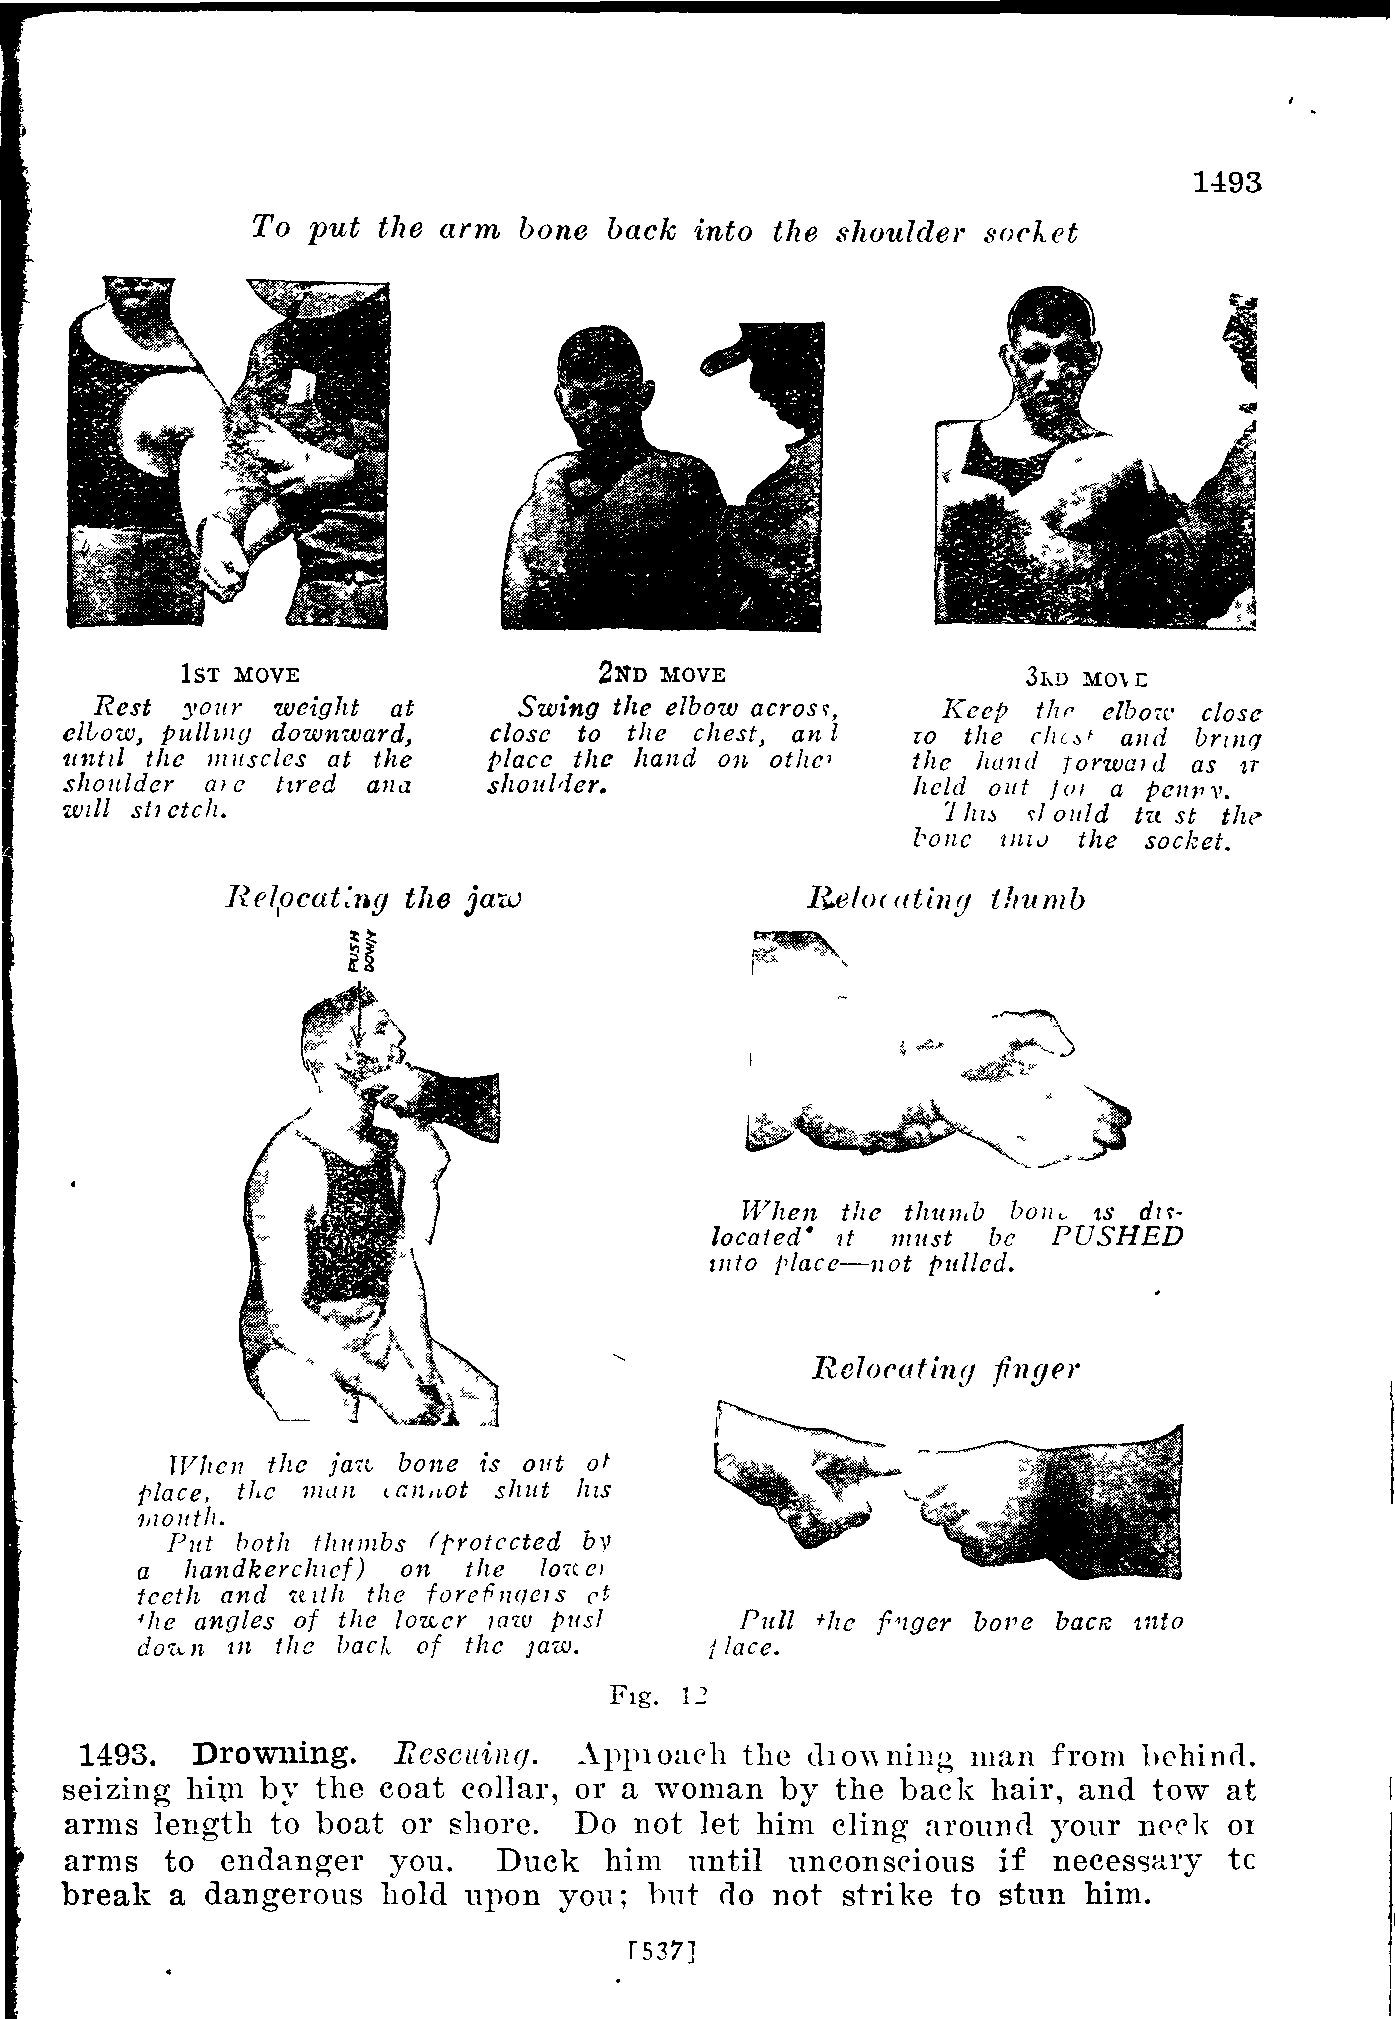 1493
To put the arm bone back into the shoulder socket
1ST MOVE
Rest your weight at
elbow, pulling downward,
until the muscles at the
shoulder are tired and
will stretch.
2ND MOVE
Swing the elbow across,
close to the chest, and
place the hand on other
shoulder.
3RD MOVE
Keep the elbow close
to the chest and bring
the hand forward as if
held out for a penny.
This should twist the
bone into the socket.
Relocating the jaw
PUSH
DOWN
When the jaw bone is out of
place, the man cannot shut his
mouth.
Put both thumbs (protected by
a handkerchief) on the lower
teeth and with the forefingers at
the angles of the lower jaw push
down in the back of the jaw.
Relocating thumb
When the thumb bone is dis-
located it must be PUSHED
into place—not pulled.
Relocating finger
Pull the finger bone back into
place.
Fig. 12
1493. Drowning. Rescuing. Approach the drowning man from behind.
seizing him by the coat collar, or a woman by the back hair, and tow at
arms length to boat or shore. Do not let him cling around your neck or
arms to endanger you. Duck him until unconscious if necessary to
break a dangerous hold upon you; but do not strike to stun him.
[537]